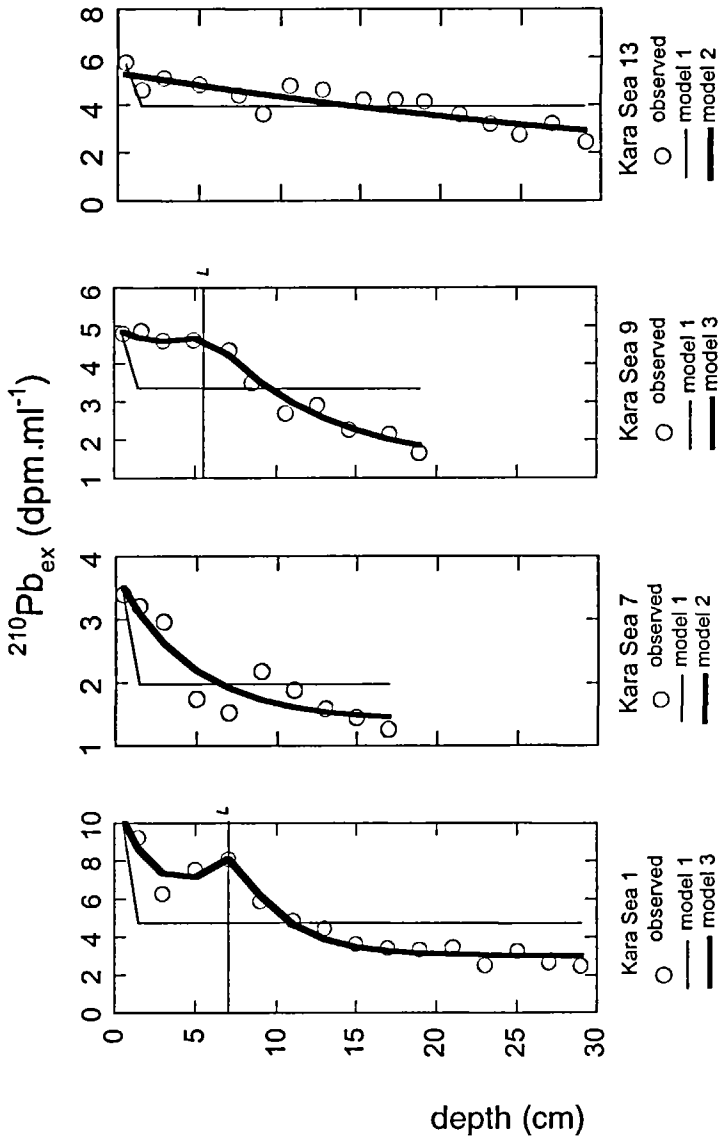 ²¹⁰Pbₑₓ (dpm.ml⁻¹)
0 2 4 6 8 10
1 2 3 4
1 2 3 4 5 6
0 2 4 6 8
0
5
10
15
20
25
30
depth (cm)
L
L
Kara Sea 1
observed
model 1
model 3
Kara Sea 7
observed
model 1
model 2
Kara Sea 9
observed
model 1
model 3
Kara Sea 13
observed
model 1
model 2